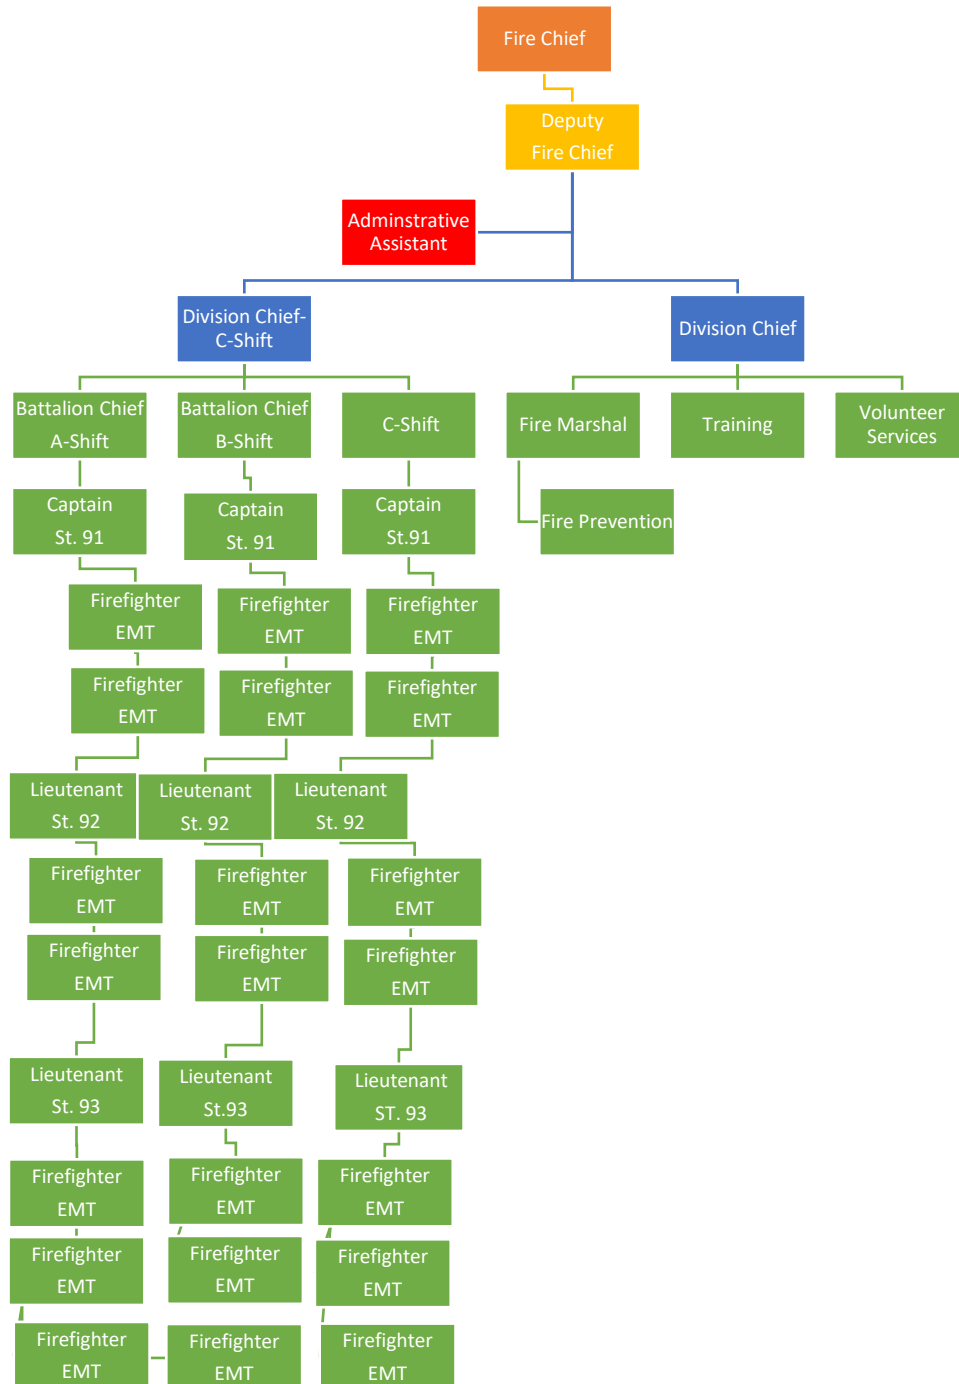 Fire Chief
Deputy
Fire Chief
Adminstrative
Assistant
Division Chief-
C-Shift
Division Chief
Battalion Chief
A-Shift
Battalion Chief
B-Shift
C-Shift
Fire Marshal
Training
Volunteer
Services
Captain
St. 91
Captain
St. 91
Captain
St.91
Fire Prevention
Firefighter
EMT
Firefighter
EMT
Firefighter
EMT
Firefighter
EMT
Firefighter
EMT
Firefighter
EMT
Lieutenant
St. 92
Lieutenant
St. 92
Lieutenant
St. 92
Firefighter
EMT
Firefighter
EMT
Firefighter
EMT
Firefighter
EMT
Firefighter
EMT
Firefighter
EMT
Lieutenant
St. 93
Lieutenant
St.93
Lieutenant
ST. 93
Firefighter
EMT
Firefighter
EMT
Firefighter
EMT
Firefighter
EMT
Firefighter
EMT
Firefighter
EMT
Firefighter
EMT
Firefighter
EMT
Firefighter
EMT